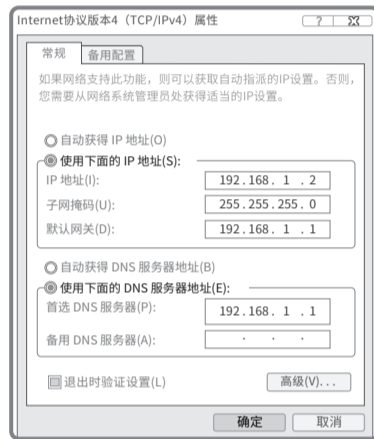 Internet协议版本4（TCP/IPv4）属性
常规 备用配置
如果网络支持此功能，则可以获取自动指派的IP设置。否则，
您需要从网络系统管理员处获得适当的IP设置。
自动获得 IP 地址(O)
使用下面的 IP 地址(S):
IP 地址(I): 192.168. 1 .2
子网掩码(U): 255.255.255.0
默认网关(D): 192.168. 1 .1
自动获得 DNS 服务器地址(B)
使用下面的 DNS 服务器地址(E):
首选 DNS 服务器(P): 192.168. 1 .1
备用 DNS 服务器(A): . . .
退出时验证设置(L) 高级(V)...
确定 取消